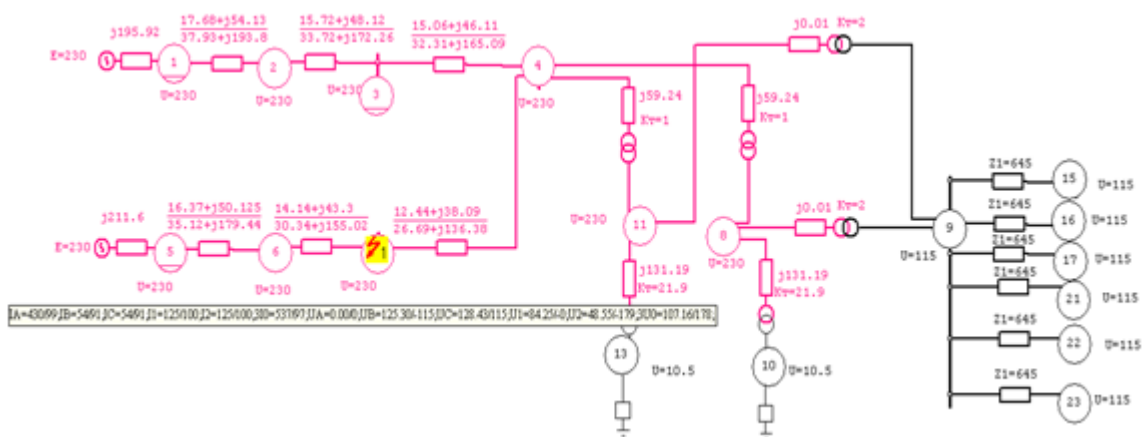 j195.92
17.68+j54.13
37.93+j193.8
15.72+j48.12
33.72+j172.26
15.06+j46.11
32.31+j165.09
j0.01 Kт=2
E=230
1
2
3
4
U=230
U=230
U=230
U=230
j59.24
Kт=1
j59.24
Kт=1
j211.6
16.37+j50.125
35.12+j179.44
14.14+j43.3
30.34+j155.02
12.44+j38.09
26.69+j136.38
E=230
5
6
1
U=230
U=230
U=230
U=230
11
U=230
8
j0.01 Kт=2
9
U=115
Z1=645
15
U=115
Z1=645
16
U=115
Z1=645
17
U=115
Z1=645
21
U=115
Z1=645
22
U=115
Z1=645
23
U=115
j131.19
Kт=21.9
j131.19
Kт=21.9
IA=430/99,IB=54/91,IC=54/91,I1=125/100,I2=125/100,3I0=537/97,UA=0.00/0,UB=125.30/-115,UC=128.43/115,U1=84.25/-0,U2=48.55/-179,3U0=107.16/178;
13
U=10.5
10
U=10.5